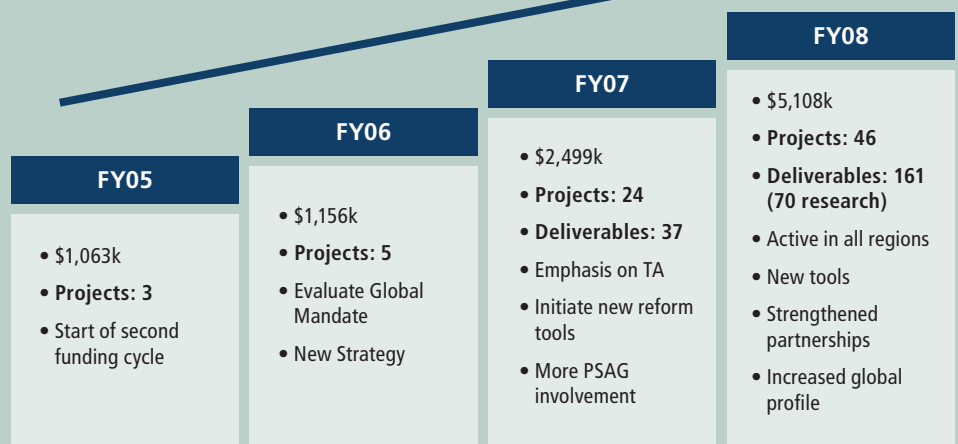 FY05
• $1,063k
• Projects: 3
• Start of second
funding cycle
FY06
• $1,156k
• Projects: 5
• Evaluate Global
Mandate
• New Strategy
FY07
• $2,499k
• Projects: 24
• Deliverables: 37
• Emphasis on TA
• Initiate new reform
tools
• More PSAG
involvement
FY08
• $5,108k
• Projects: 46
• Deliverables: 161
(70 research)
• Active in all regions
• New tools
• Strengthened
partnerships
• Increased global
profile